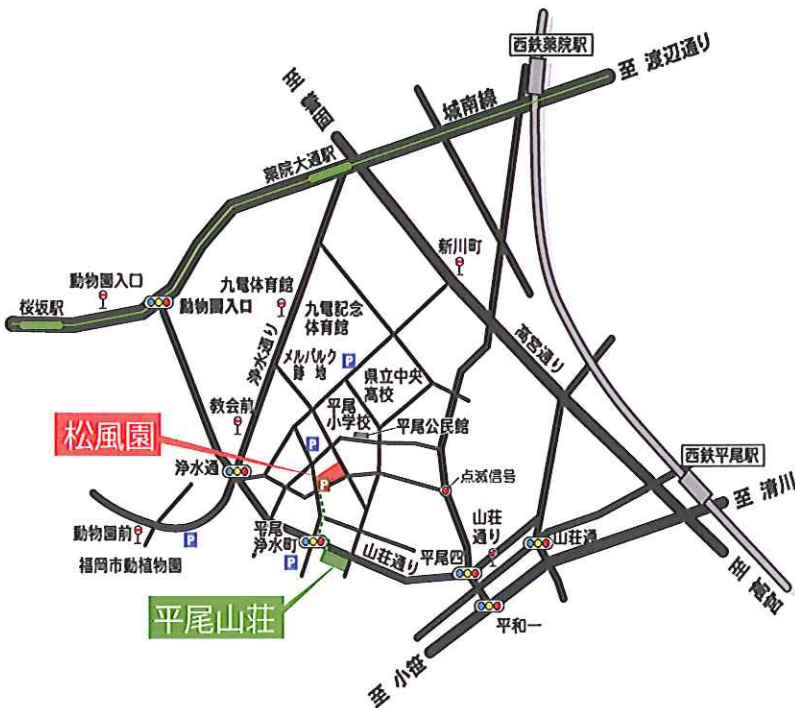 西鉄薬院駅
至 渡辺通り
至 警固
城南線
薬院大通駅
新川町
動物園入口
桜坂駅
動物園入口
九電体育館
九電記念
体育館
浄水通り
メルパルク
跡地
P
高宮通り
県立中央
高校
教会前
平尾
小学校
平尾公民館
松風園
P
浄水通
P
点滅信号
西鉄平尾駅
至 清川
動物園前
P
福岡市動植物園
平尾
浄水町
P
山荘通り
山荘
通り
山荘通
平尾四
至 高宮
平尾山荘
平和一
至 小笹